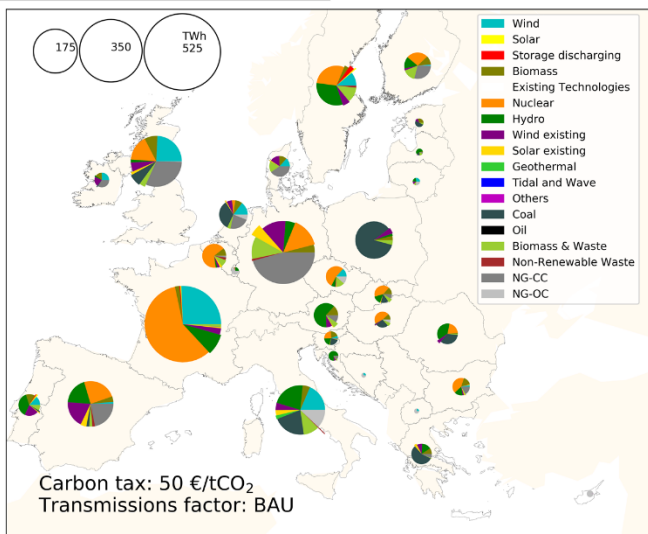 TWh
175
350
525
Wind
Solar
Storage discharging
Biomass
Existing Technologies
Nuclear
Hydro
Wind existing
Solar existing
Geothermal
Tidal and Wave
Others
Coal
Oil
Biomass & Waste
Non-Renewable Waste
NG-CC
NG-OC
Carbon tax: 50 €/tCO₂
Transmissions factor: BAU